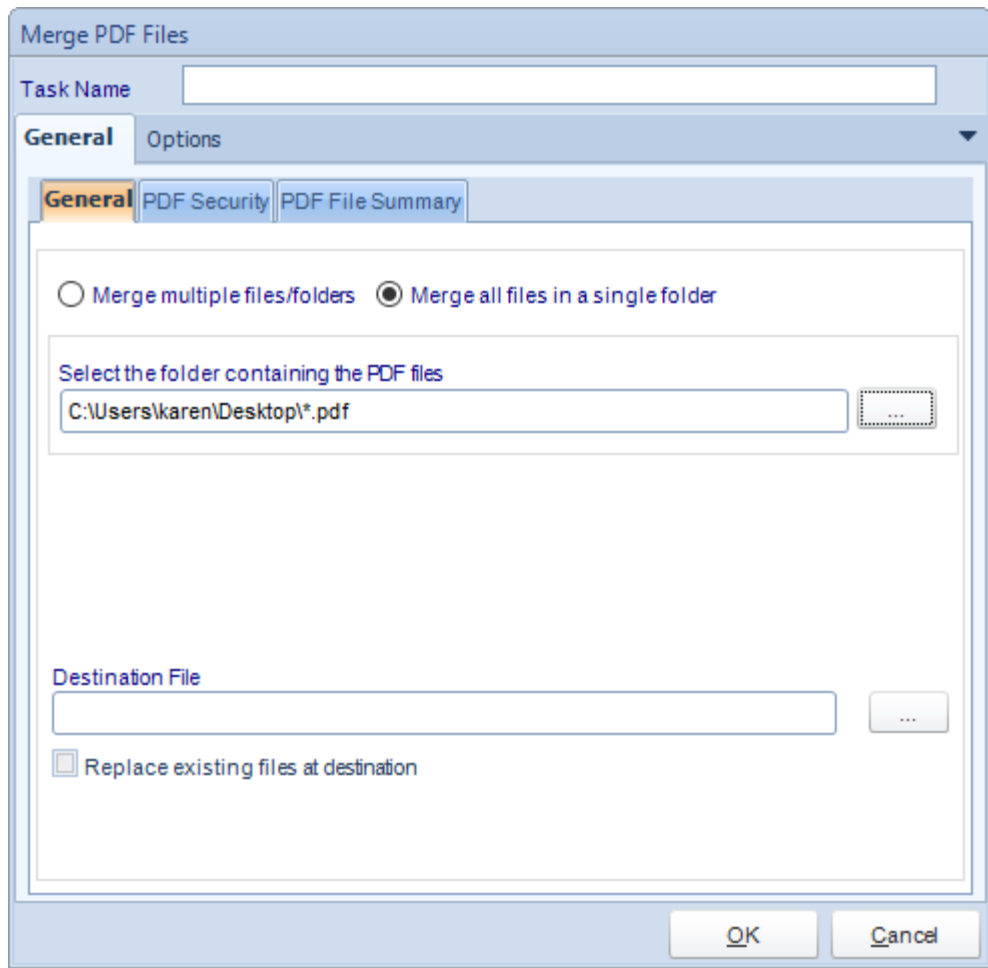 Merge PDF Files
Task Name
General Options
General PDF Security PDF File Summary
Merge multiple files/folders Merge all files in a single folder
Select the folder containing the PDF files
C:\Users\karen\Desktop\*.pdf ...
Destination File
...
Replace existing files at destination
OK Cancel